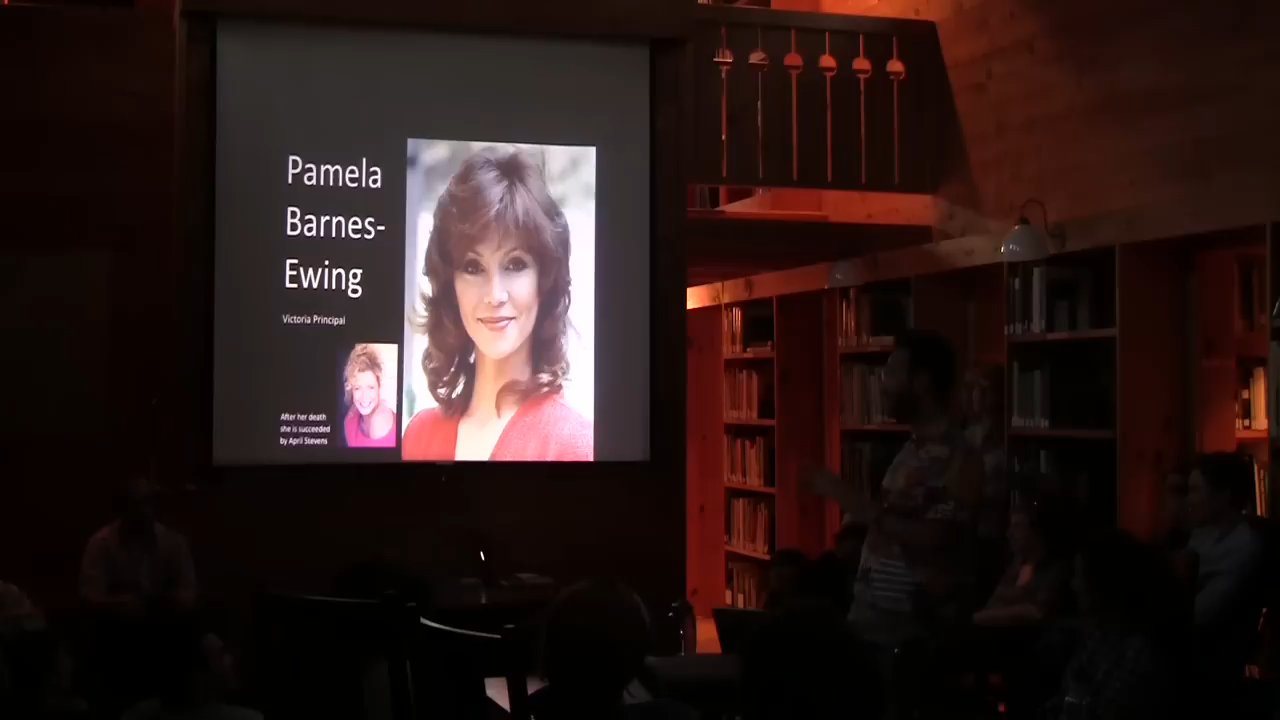 Pamela
Barnes-
Ewing
Victoria Principal
After her death
she is succeeded
by April Stevens